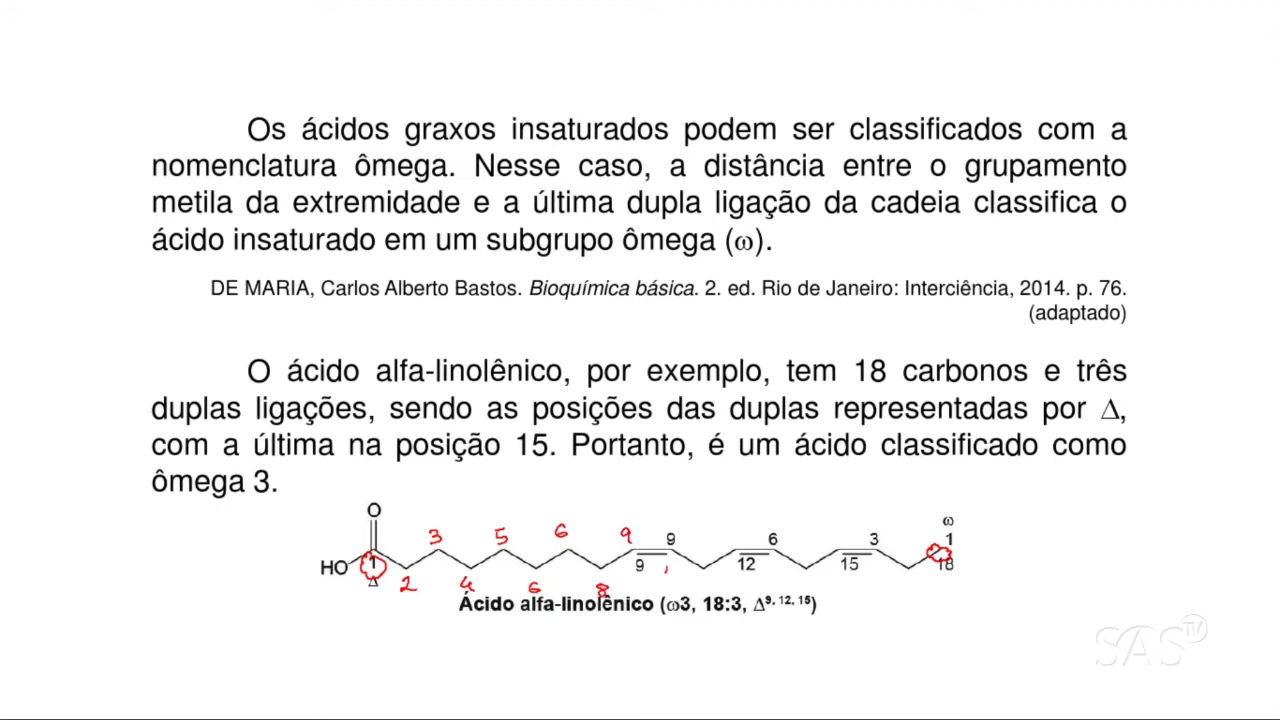 Os ácidos graxos insaturados podem ser classificados com a
nomenclatura ômega. Nesse caso, a distância entre o grupamento
metila da extremidade e a última dupla ligação da cadeia classifica o
ácido insaturado em um subgrupo ômega (ω).
DE MARIA, Carlos Alberto Bastos. Bioquímica básica. 2. ed. Rio de Janeiro: Interciência, 2014. p. 76.
(adaptado)
O ácido alfa-linolênico, por exemplo, tem 18 carbonos e três
duplas ligações, sendo as posições das duplas representadas por Δ,
com a última na posição 15. Portanto, é um ácido classificado como
ômega 3.
O ω
3 5 6 9 9 6 3 1
HO 1 9 12 15 18
Δ 2 4 6 8
Ácido alfa-linolênico (ω3, 18:3, Δ9, 12, 15)
SAS TV